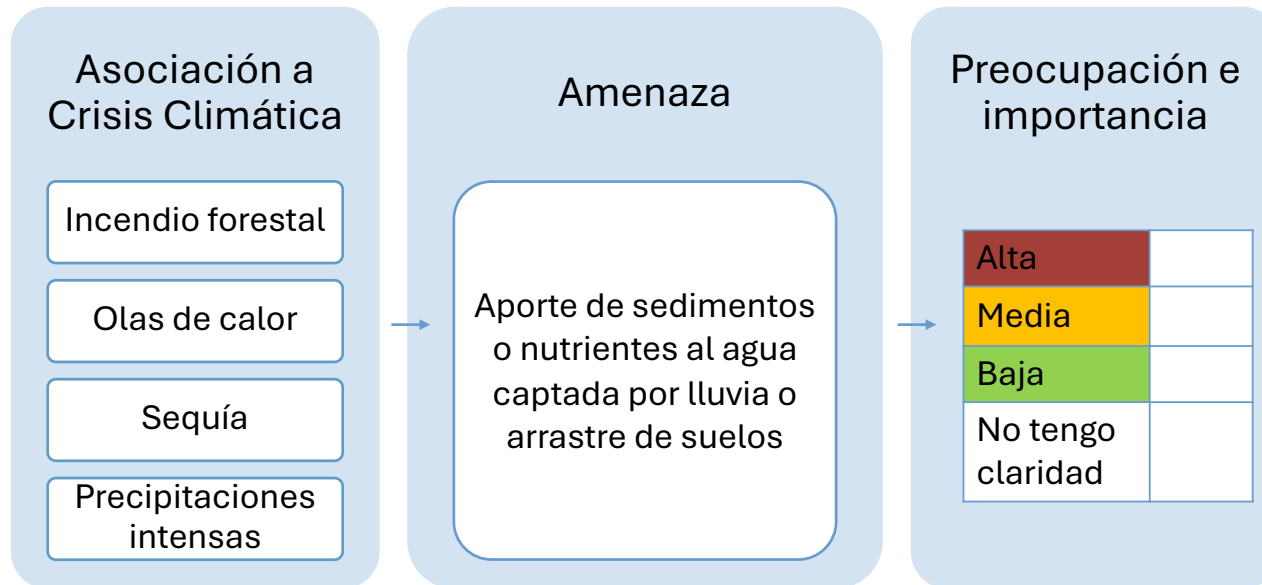 Asociación a
Crisis Climática
Incendio forestal
Olas de calor
Sequía
Precipitaciones
intensas
Amenaza
Aporte de sedimentos
o nutrientes al agua
captada por lluvia o
arrastre de suelos
Preocupación e
importancia
Alta
Media
Baja
No tengo
claridad